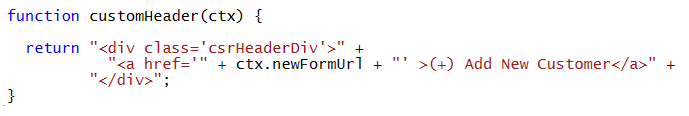 function customHeader(ctx) {
return "<div class='csrHeaderDiv'>" +
"<a href='" + ctx.newFormUrl + "' >(+) Add New Customer</a>" +
"</div>";
}